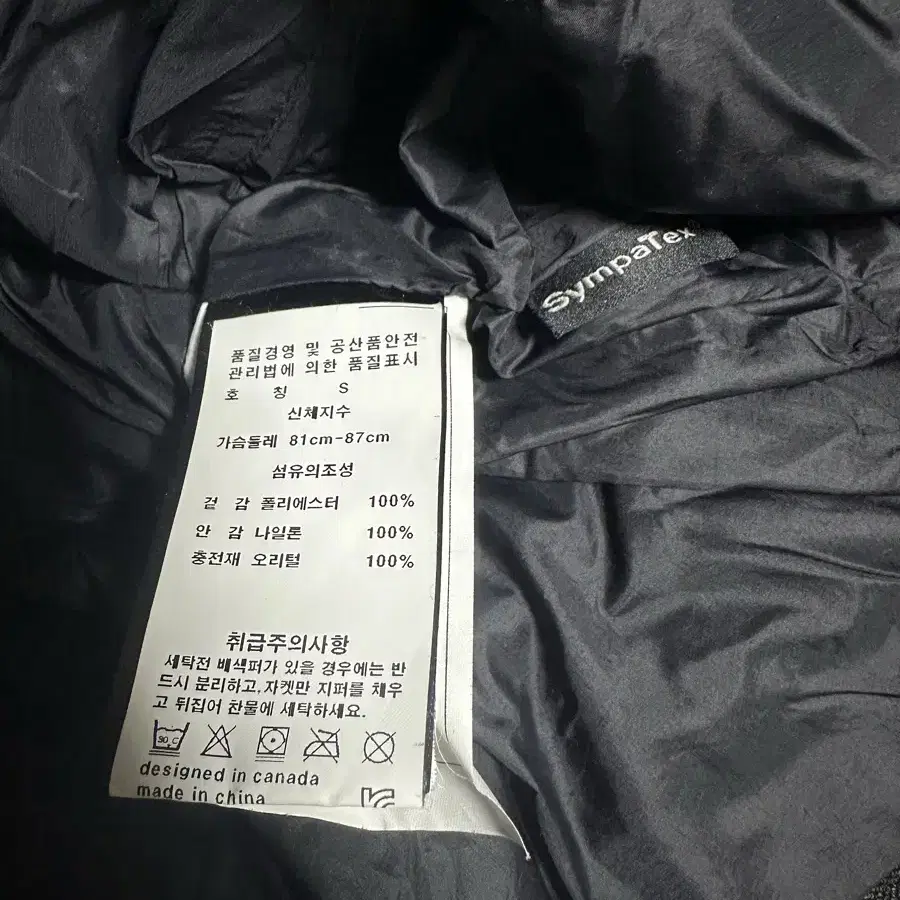 SympaTex
품질경영 및 공산품안전
관리법에 의한 품질표시
호 칭 S
신체지수
가슴둘레 81cm-87cm
섬유의조성
겉 감 폴리에스터 100%
안 감 나일론 100%
충전재 오리털 100%
취급주의사항
세탁전 배색퍼가 있을 경우에는 반
드시 분리하고,자켓만 지퍼를 채우
고 뒤집어 찬물에 세탁하세요.
30℃
designed in canada
made in china